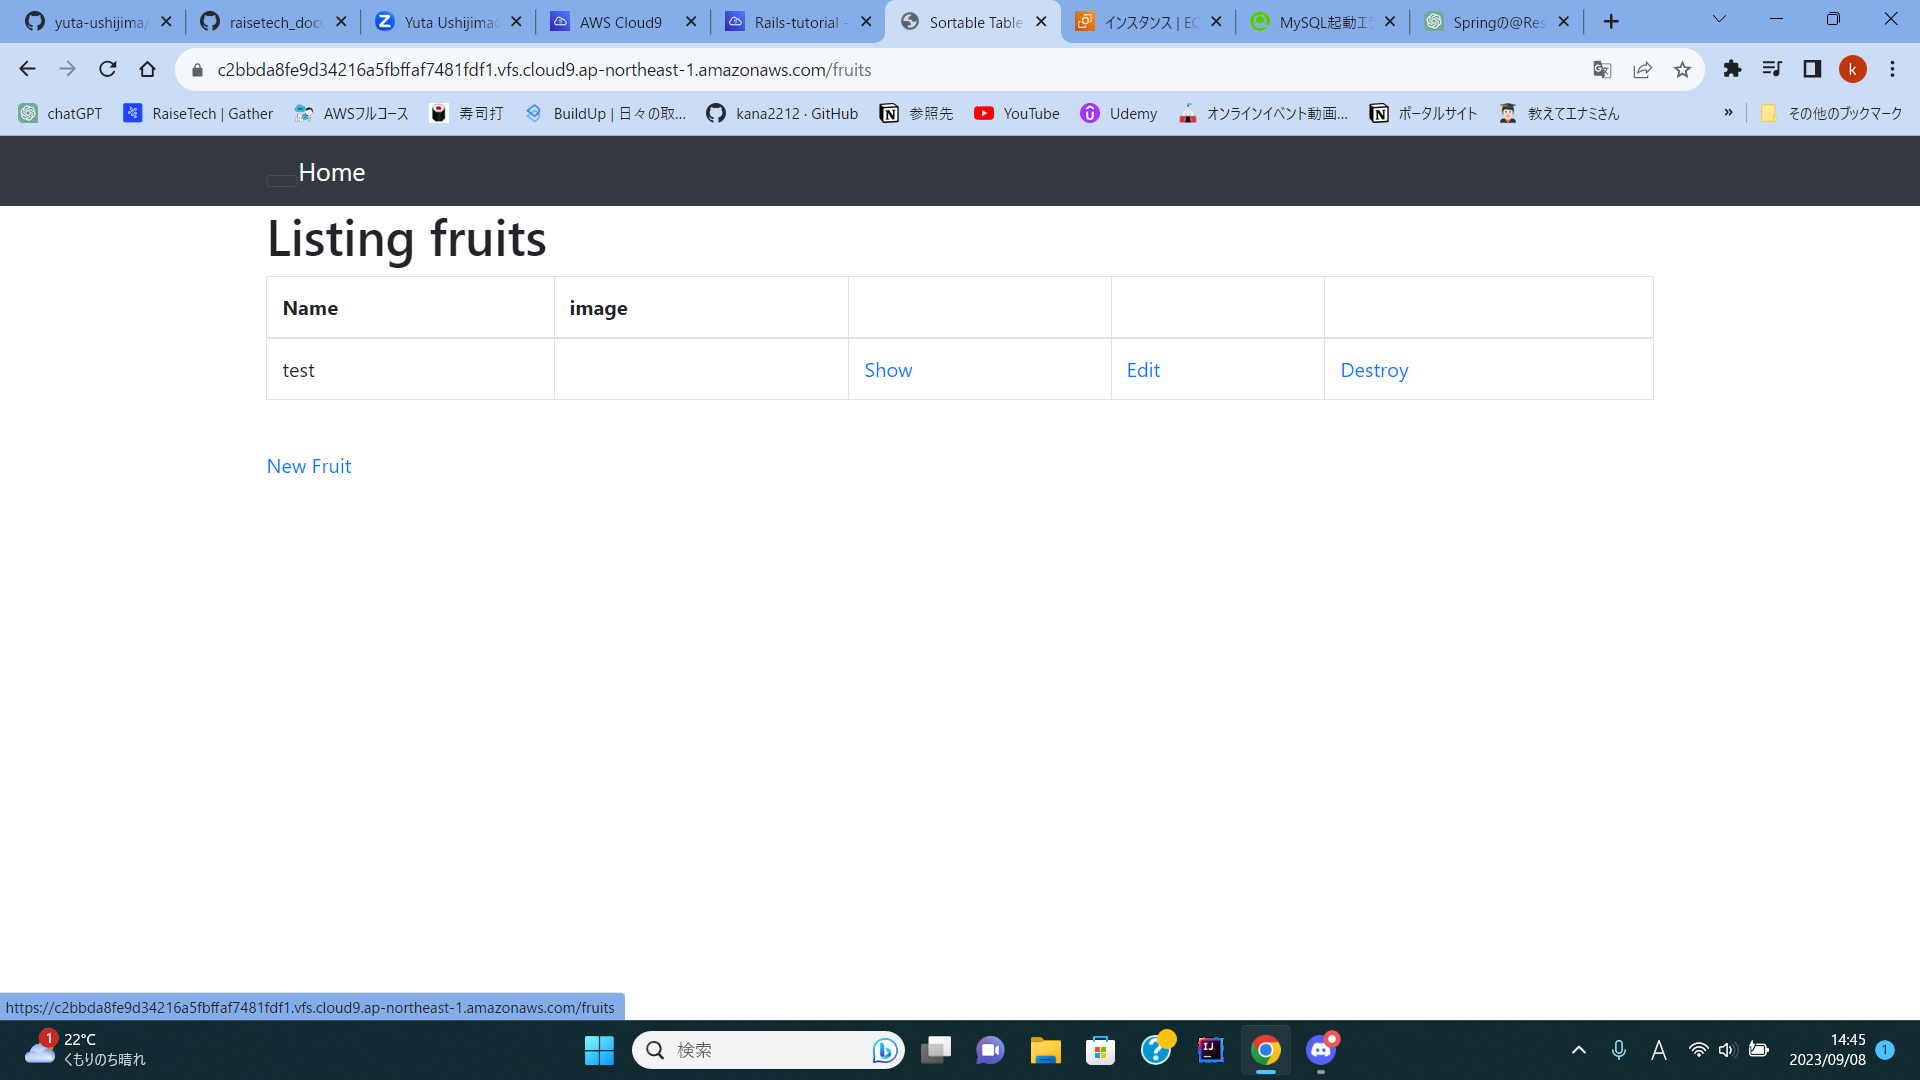 yuta-ushijima/
raisetech_docu
Yuta Ushijima
AWS Cloud9
Rails-tutorial -
Sortable Table
インスタンス | EC
MySQL起動エラ
Springの@Res
c2bbda8fe9d34216a5fbffaf7481fdf1.vfs.cloud9.ap-northeast-1.amazonaws.com/fruits
k
chatGPT
RaiseTech | Gather
AWSフルコース
寿司打
BuildUp | 日々の取...
kana2212 · GitHub
参照先
YouTube
Udemy
オンラインイベント動画...
ポータルサイト
教えてエナミさん
»
その他のブックマーク
Home
Listing fruits
Name image
test Show Edit Destroy
New Fruit
https://c2bbda8fe9d34216a5fbffaf7481fdf1.vfs.cloud9.ap-northeast-1.amazonaws.com/fruits
1
22°C
くもりのち晴れ
検索
A
14:45
2023/09/08
1